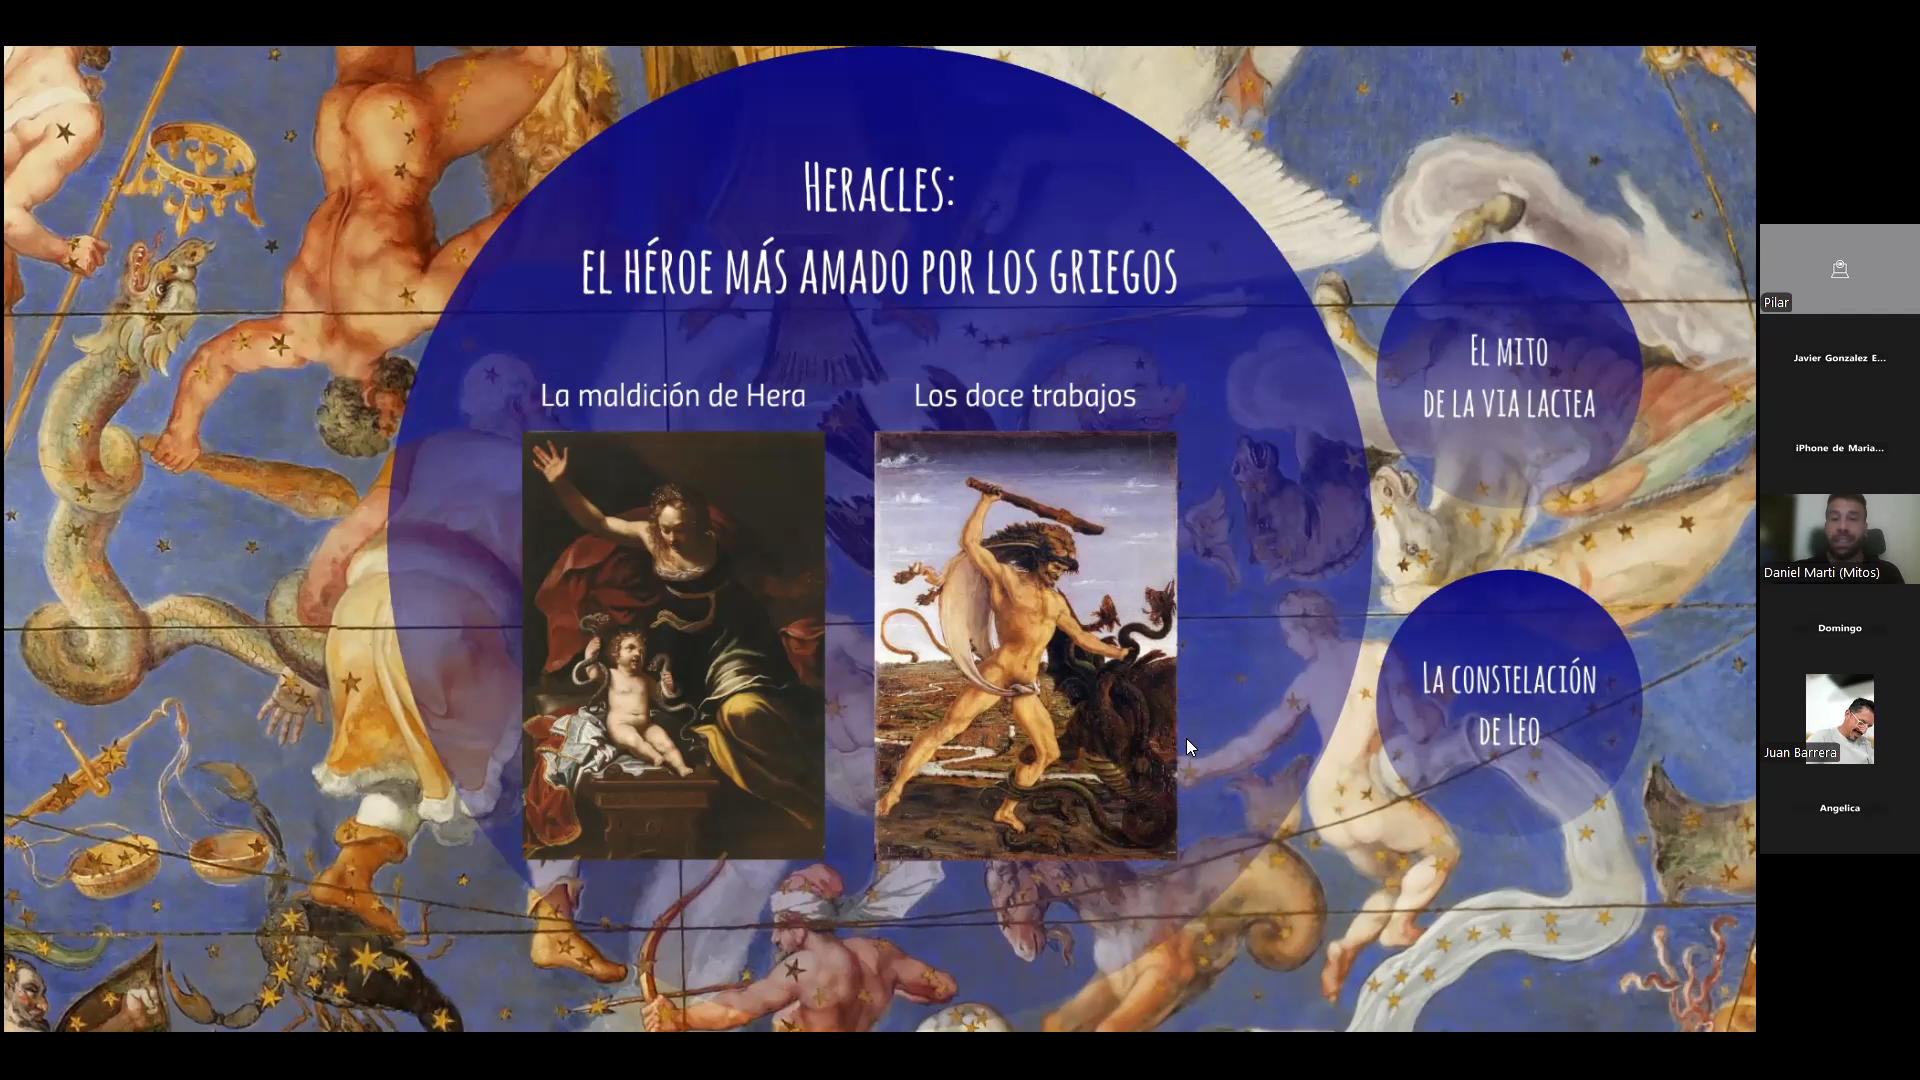 Heracles:
el héroe más amado por los griegos
La maldición de Hera
Los doce trabajos
El mito
de la via lactea
La constelación
de Leo
Pilar
Javier Gonzalez E...
iPhone de Maria...
Daniel Marti (Mitos)
Domingo
Juan Barrera
Angelica